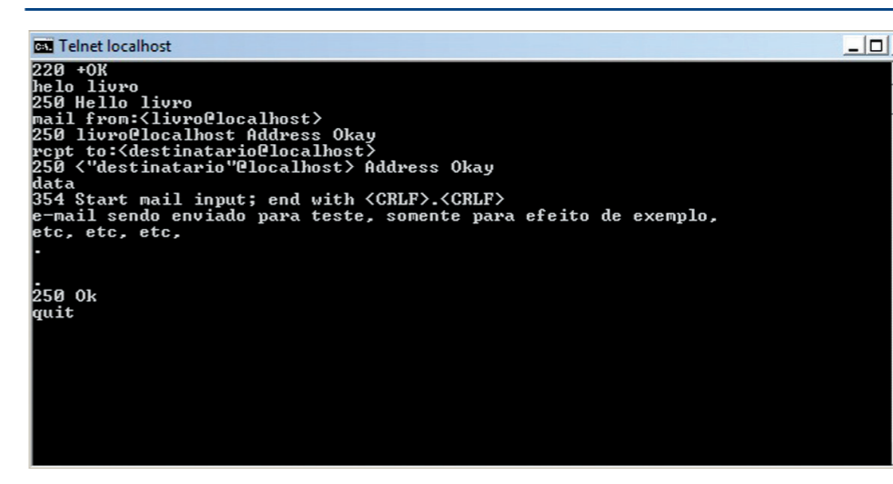 Telnet localhost
220 +OK
helo livro
250 Hello livro
mail from:<livro@localhost>
250 livro@localhost Address Okay
rcpt to:<destinatario@localhost>
250 <"destinatario"@localhost> Address Okay
data
354 Start mail input; end with <CRLF>.<CRLF>
e-mail sendo enviado para teste, somente para efeito de exemplo,
etc, etc, etc,
.
.
250 Ok
quit